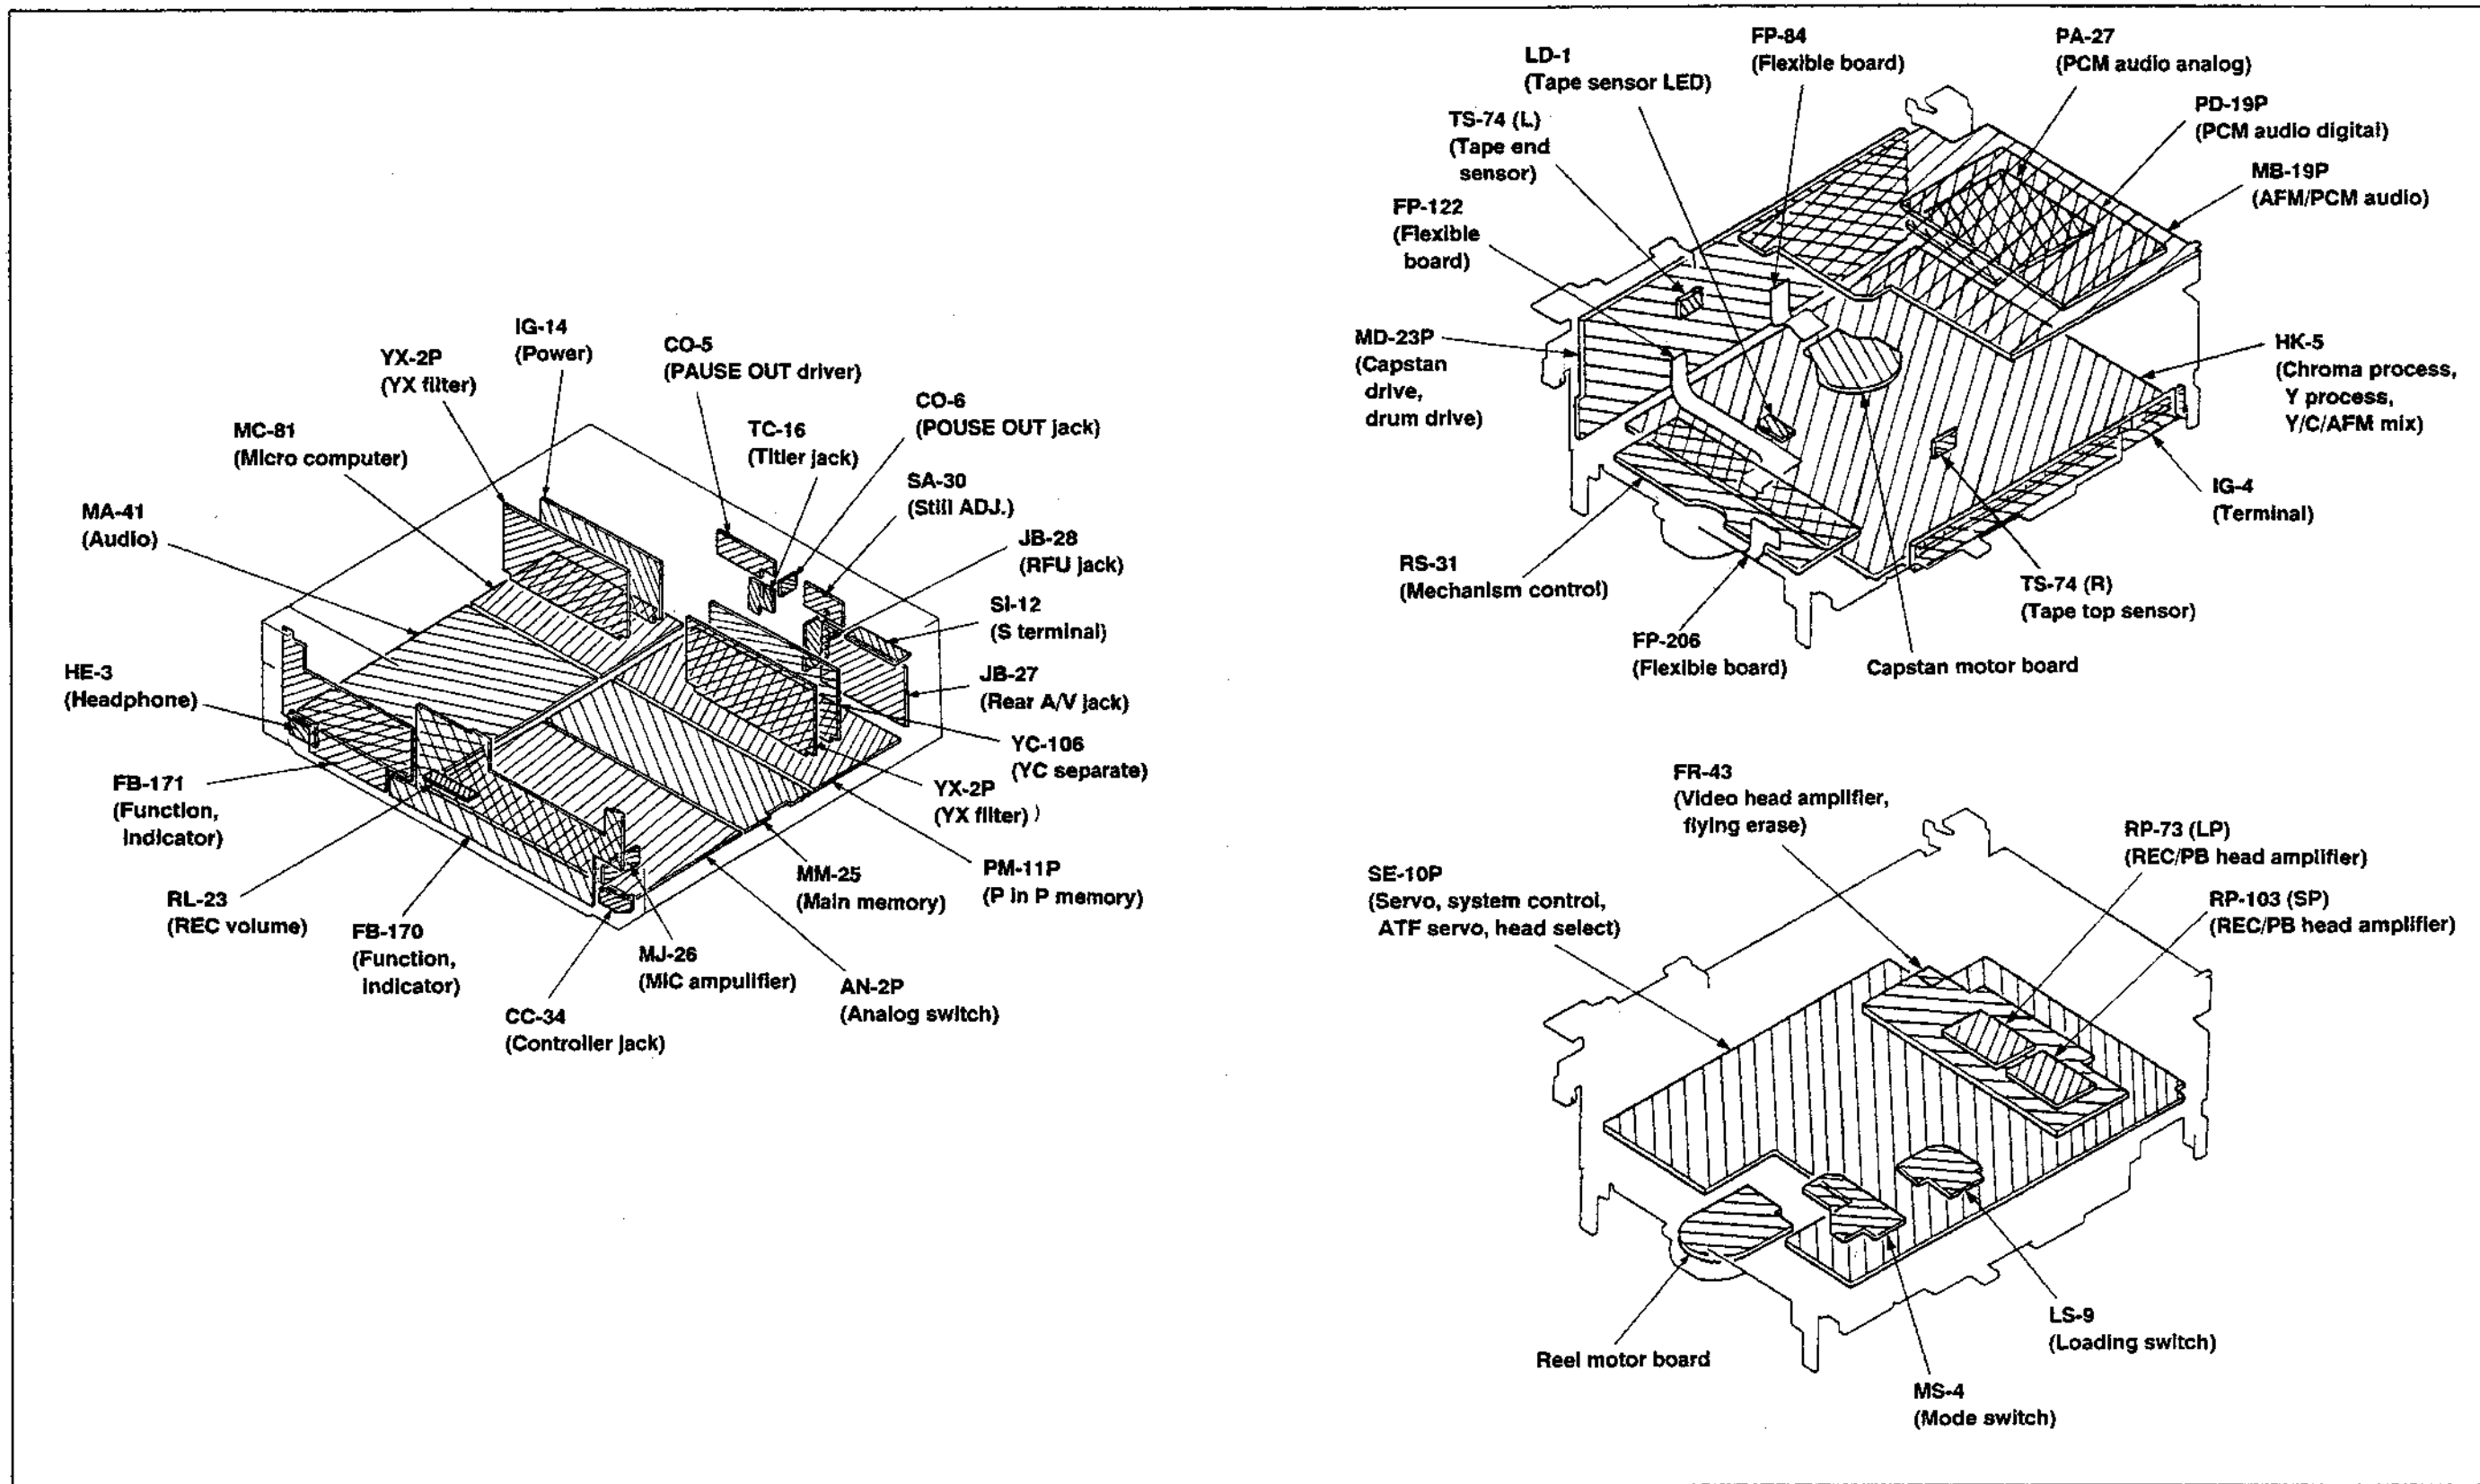 IG-14
(Power)
YX-2P
(YX filter)
CO-5
(PAUSE OUT driver)
CO-6
(POUSE OUT jack)
MC-81
(Micro computer)
TC-16
(Titler jack)
SA-30
(Still ADJ.)
MA-41
(Audio)
JB-28
(RFU jack)
SI-12
(S terminal)
HE-3
(Headphone)
JB-27
(Rear A/V jack)
YC-106
(YC separate)
FB-171
(Function,
indicator)
YX-2P
(YX filter)
RL-23
(REC volume)
MM-25
(Main memory)
PM-11P
(P in P memory)
FB-170
(Function,
indicator)
MJ-26
(MIC ampulifier)
AN-2P
(Analog switch)
CC-34
(Controller jack)
FP-84
(Flexible board)
PA-27
(PCM audio analog)
LD-1
(Tape sensor LED)
PD-19P
(PCM audio digital)
TS-74 (L)
(Tape end
sensor)
MB-19P
(AFM/PCM audio)
FP-122
(Flexible
board)
MD-23P
(Capstan
drive,
drum drive)
HK-5
(Chroma process,
Y process,
Y/C/AFM mix)
IG-4
(Terminal)
RS-31
(Mechanism control)
TS-74 (R)
(Tape top sensor)
FP-206
(Flexible board)
Capstan motor board
FR-43
(Video head amplifier,
flying erase)
RP-73 (LP)
(REC/PB head amplifier)
SE-10P
(Servo, system control,
ATF servo, head select)
RP-103 (SP)
(REC/PB head amplifier)
LS-9
(Loading switch)
Reel motor board
MS-4
(Mode switch)